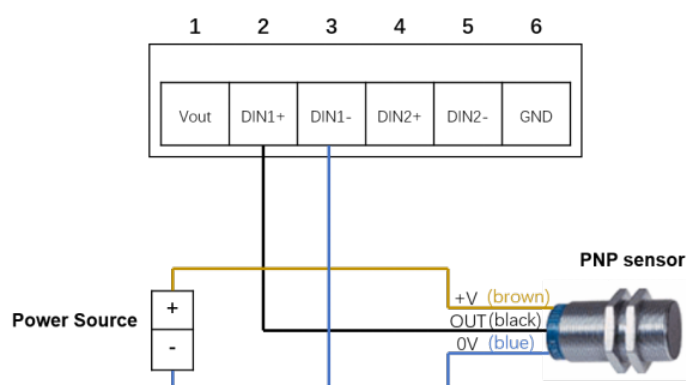 1 2 3 4 5 6
Vout DIN1+ DIN1- DIN2+ DIN2- GND
PNP sensor
+V (brown)
Power Source + OUT(black)
- 0V (blue)